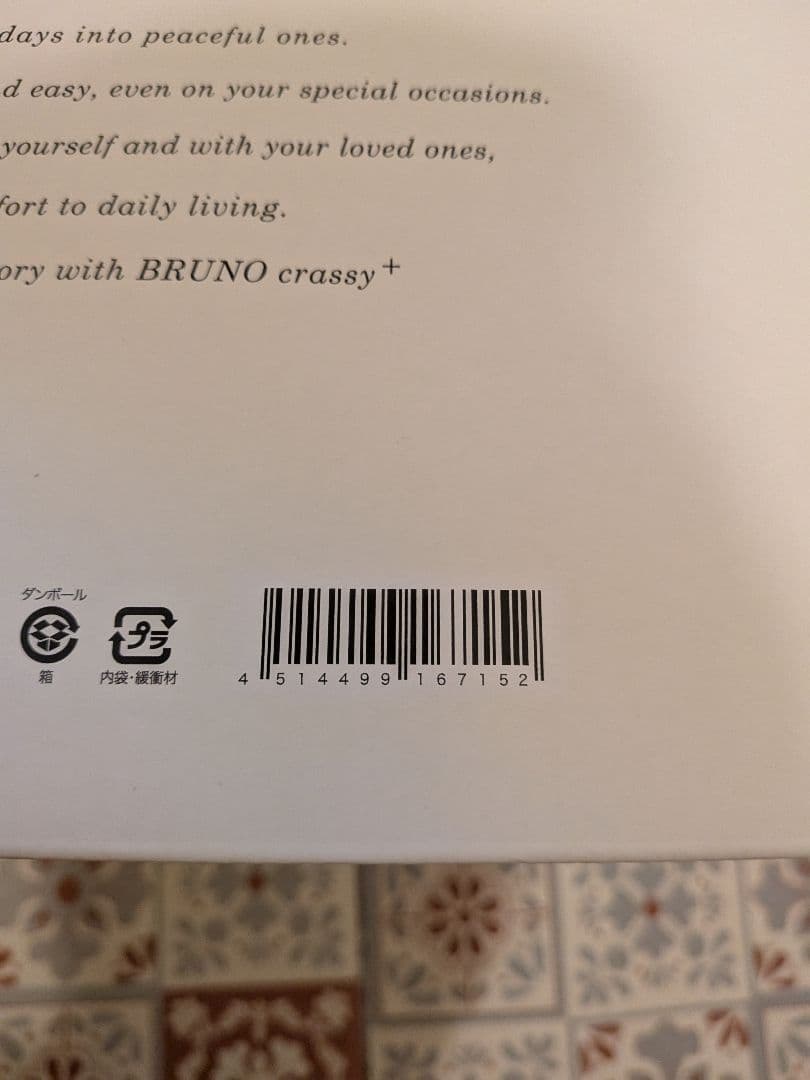 days into peaceful ones.
d easy, even on your special occasions.
yourself and with your loved ones,
fort to daily living.
ory with BRUNO crassy+
ダンボール
プラ
箱
内袋・緩衝材
4 514499 167152